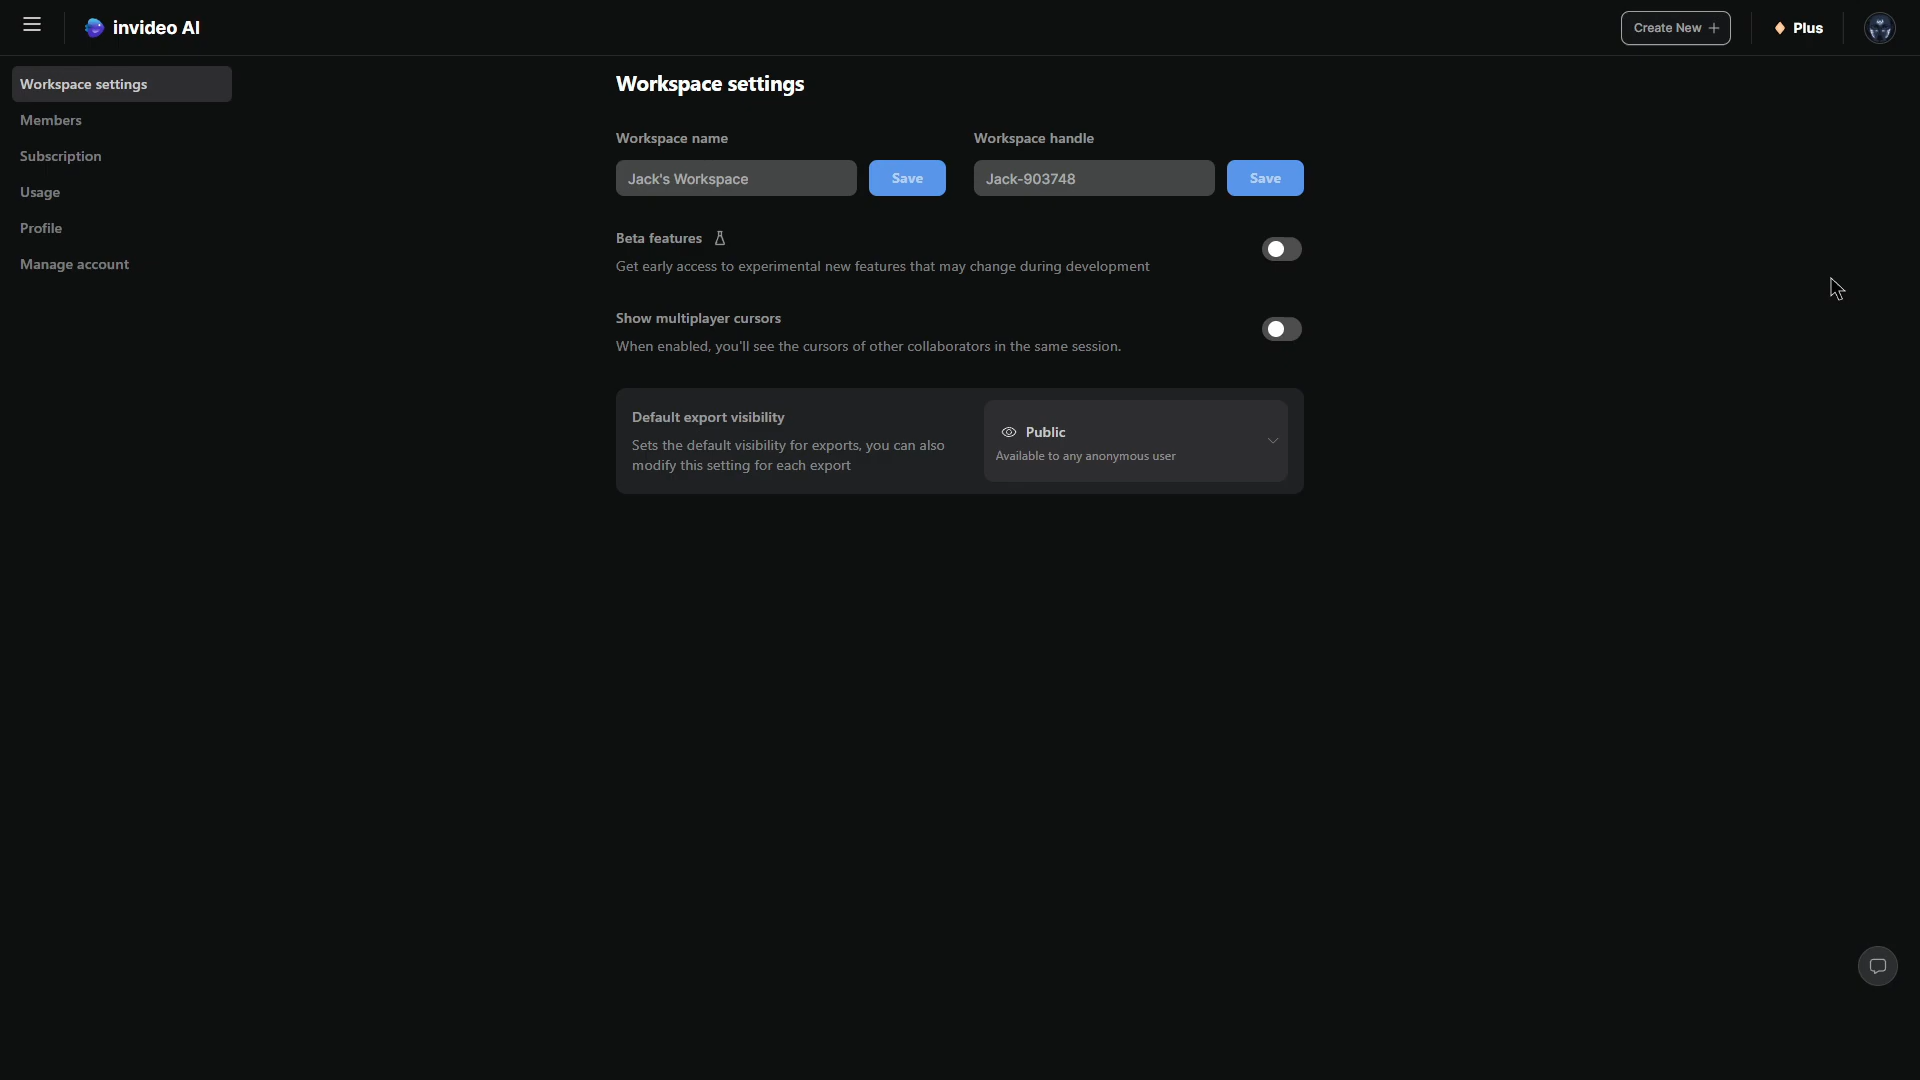 invideo AI
Create New
Plus
Workspace settings
Members
Subscription
Usage
Profile
Manage account
Workspace settings
Workspace name
Workspace handle
Jack's Workspace
Save
Jack-903748
Save
Beta features
Get early access to experimental new features that may change during development
Show multiplayer cursors
When enabled, you'll see the cursors of other collaborators in the same session.
Default export visibility
Sets the default visibility for exports, you can also
modify this setting for each export
Public
Available to any anonymous user